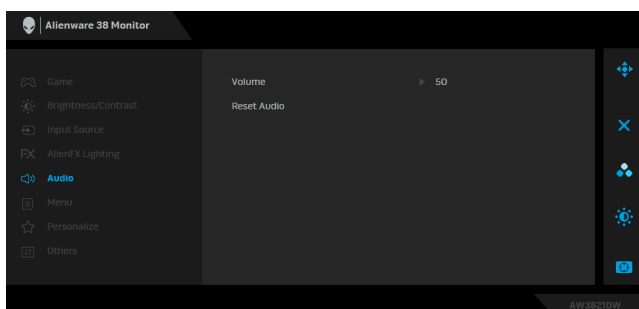 Alienware 38 Monitor
Game
Brightness/Contrast
Input Source
AlienFX Lighting
Audio
Menu
Personalize
Others
Volume 50
Reset Audio
AW3821DW